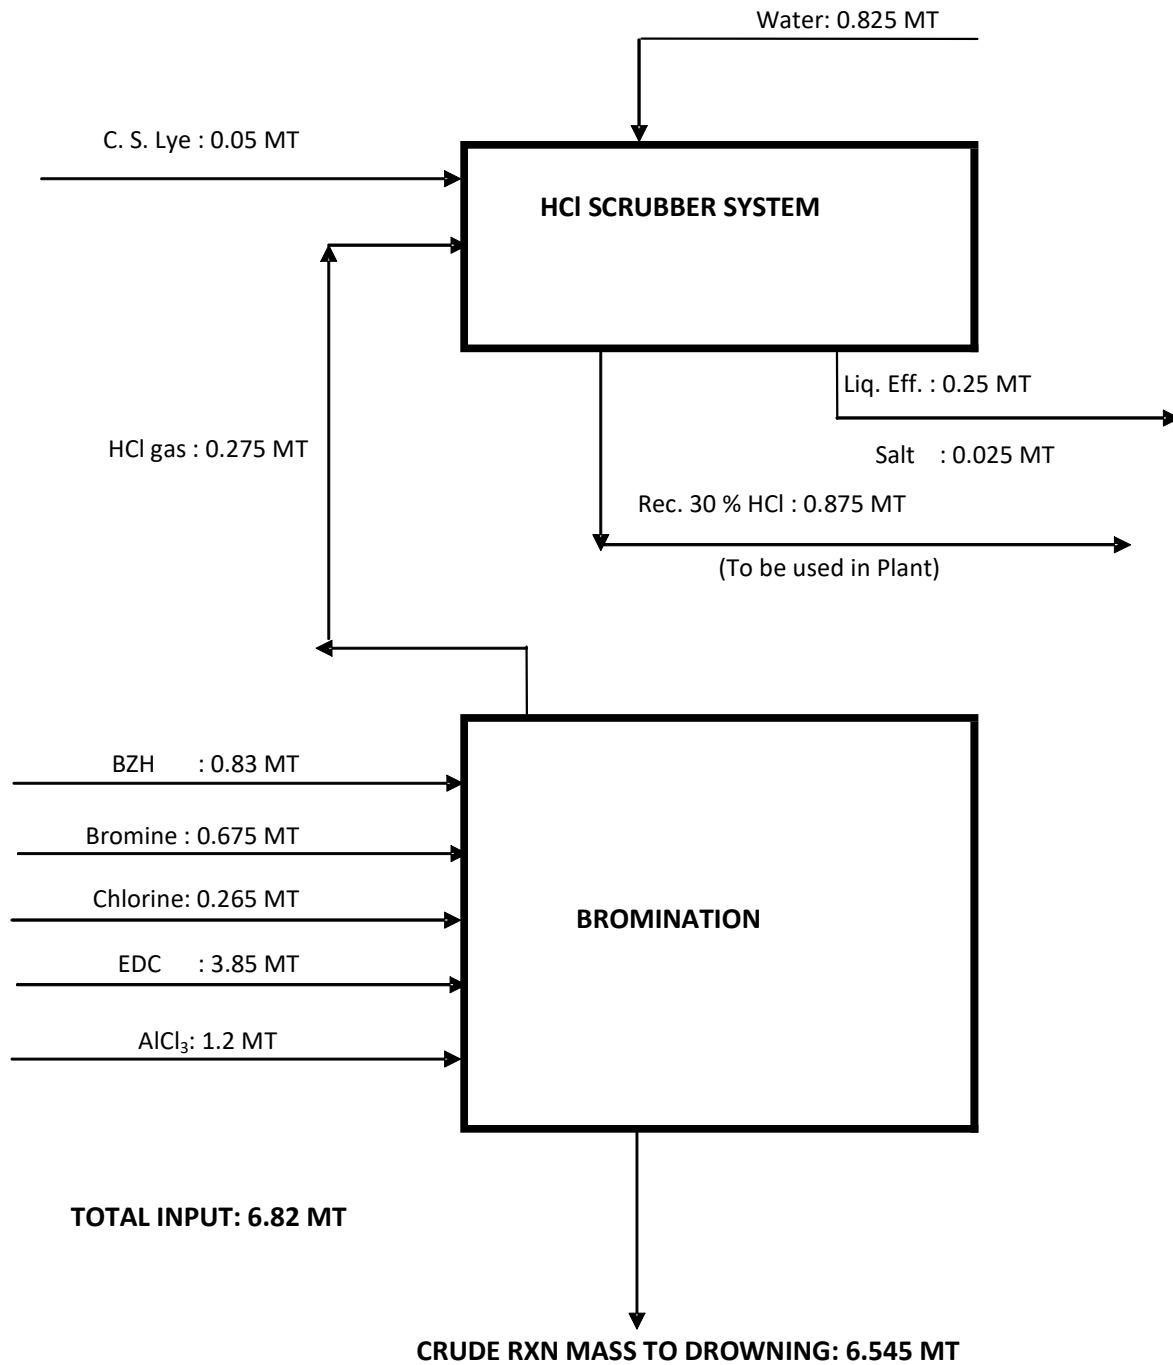 Water: 0.825 MT
C. S. Lye : 0.05 MT
HCl SCRUBBER SYSTEM
Liq. Eff. : 0.25 MT
HCl gas : 0.275 MT
Salt : 0.025 MT
Rec. 30 % HCl : 0.875 MT
(To be used in Plant)
BZH : 0.83 MT
Bromine : 0.675 MT
Chlorine: 0.265 MT
BROMINATION
EDC : 3.85 MT
AlCl₃: 1.2 MT
TOTAL INPUT: 6.82 MT
CRUDE RXN MASS TO DROWNING: 6.545 MT